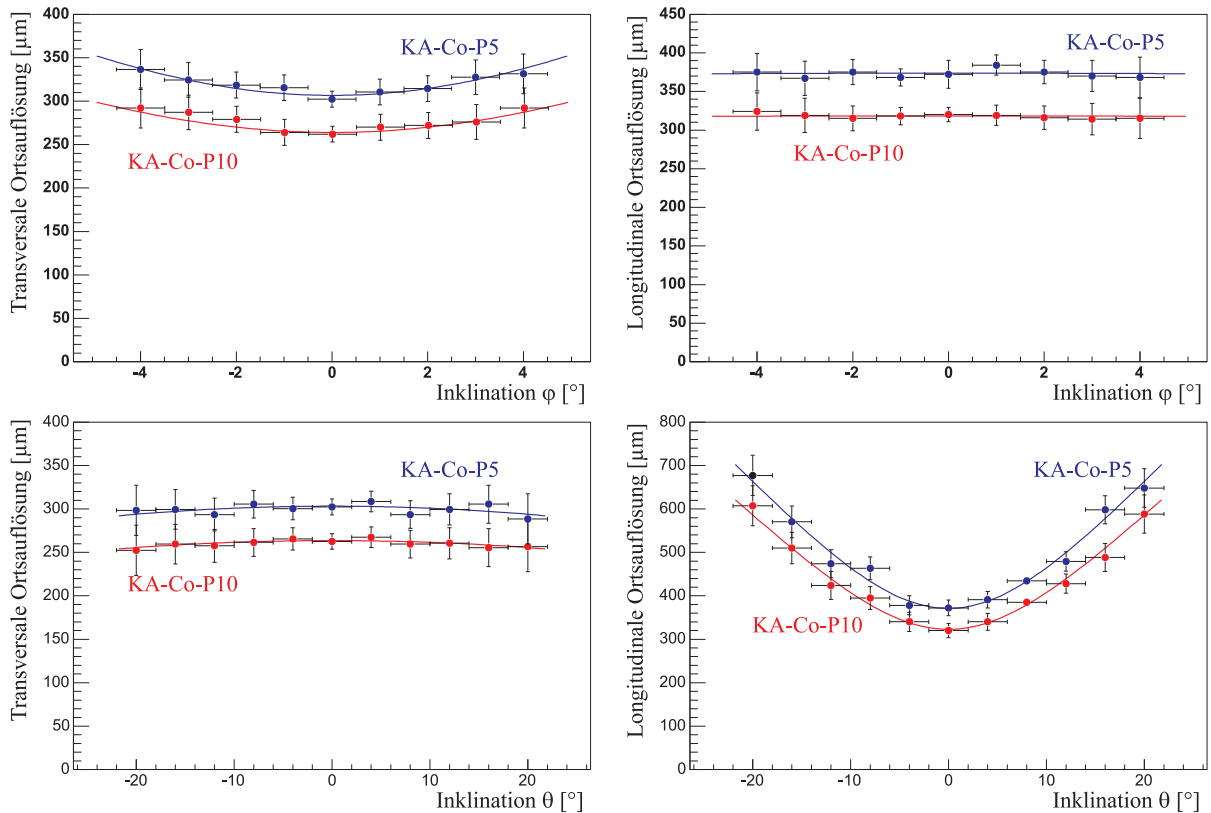 Transversale Ortsauflösung [µm]
400
350
300
250
200
150
100
50
0
KA-Co-P5
KA-Co-P10
-4 -2 0 2 4
Inklination φ [°]
Longitudinale Ortsauflösung [µm]
450
400
350
300
250
200
150
100
50
0
KA-Co-P5
KA-Co-P10
-4 -2 0 2 4
Inklination φ [°]
Transversale Ortsauflösung [µm]
400
350
300
250
200
150
100
50
0
KA-Co-P5
KA-Co-P10
-20 -10 0 10 20
Inklination θ [°]
Longitudinale Ortsauflösung [µm]
800
700
600
500
400
300
200
100
0
KA-Co-P5
KA-Co-P10
-20 -10 0 10 20
Inklination θ [°]